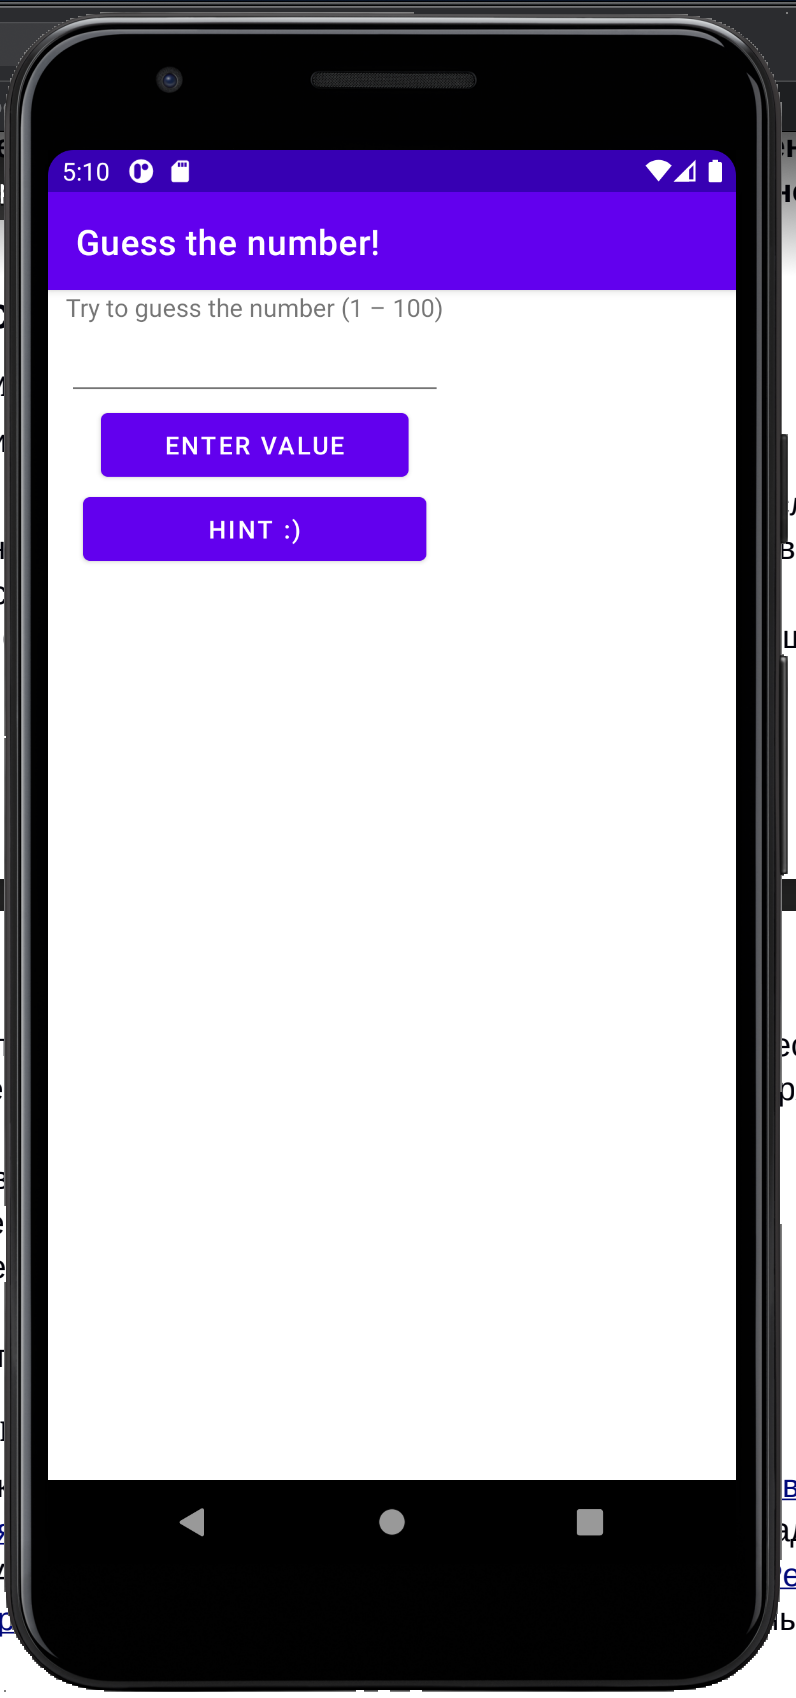 5:10
Guess the number!
Try to guess the number (1 – 100)
ENTER VALUE
HINT :)